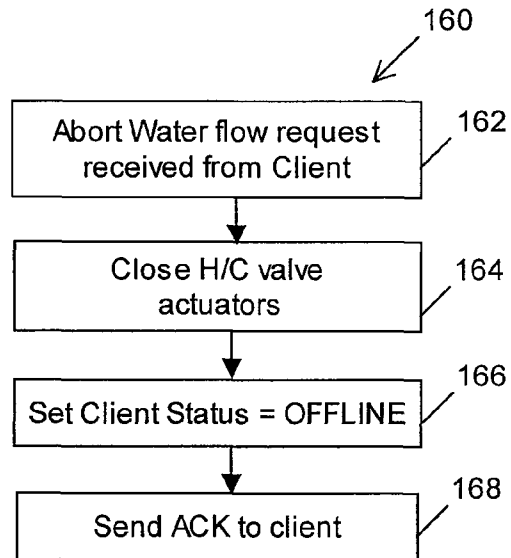 160
Abort Water flow request
received from Client
162
Close H/C valve
actuators
164
Set Client Status = OFFLINE
166
Send ACK to client
168